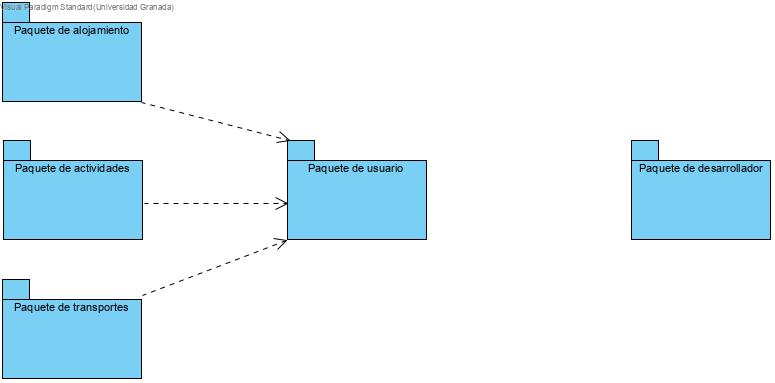 Visual Paradigm Standard(Universidad Granada)
Paquete de alojamiento
Paquete de actividades
Paquete de usuario
Paquete de desarrollador
Paquete de transportes